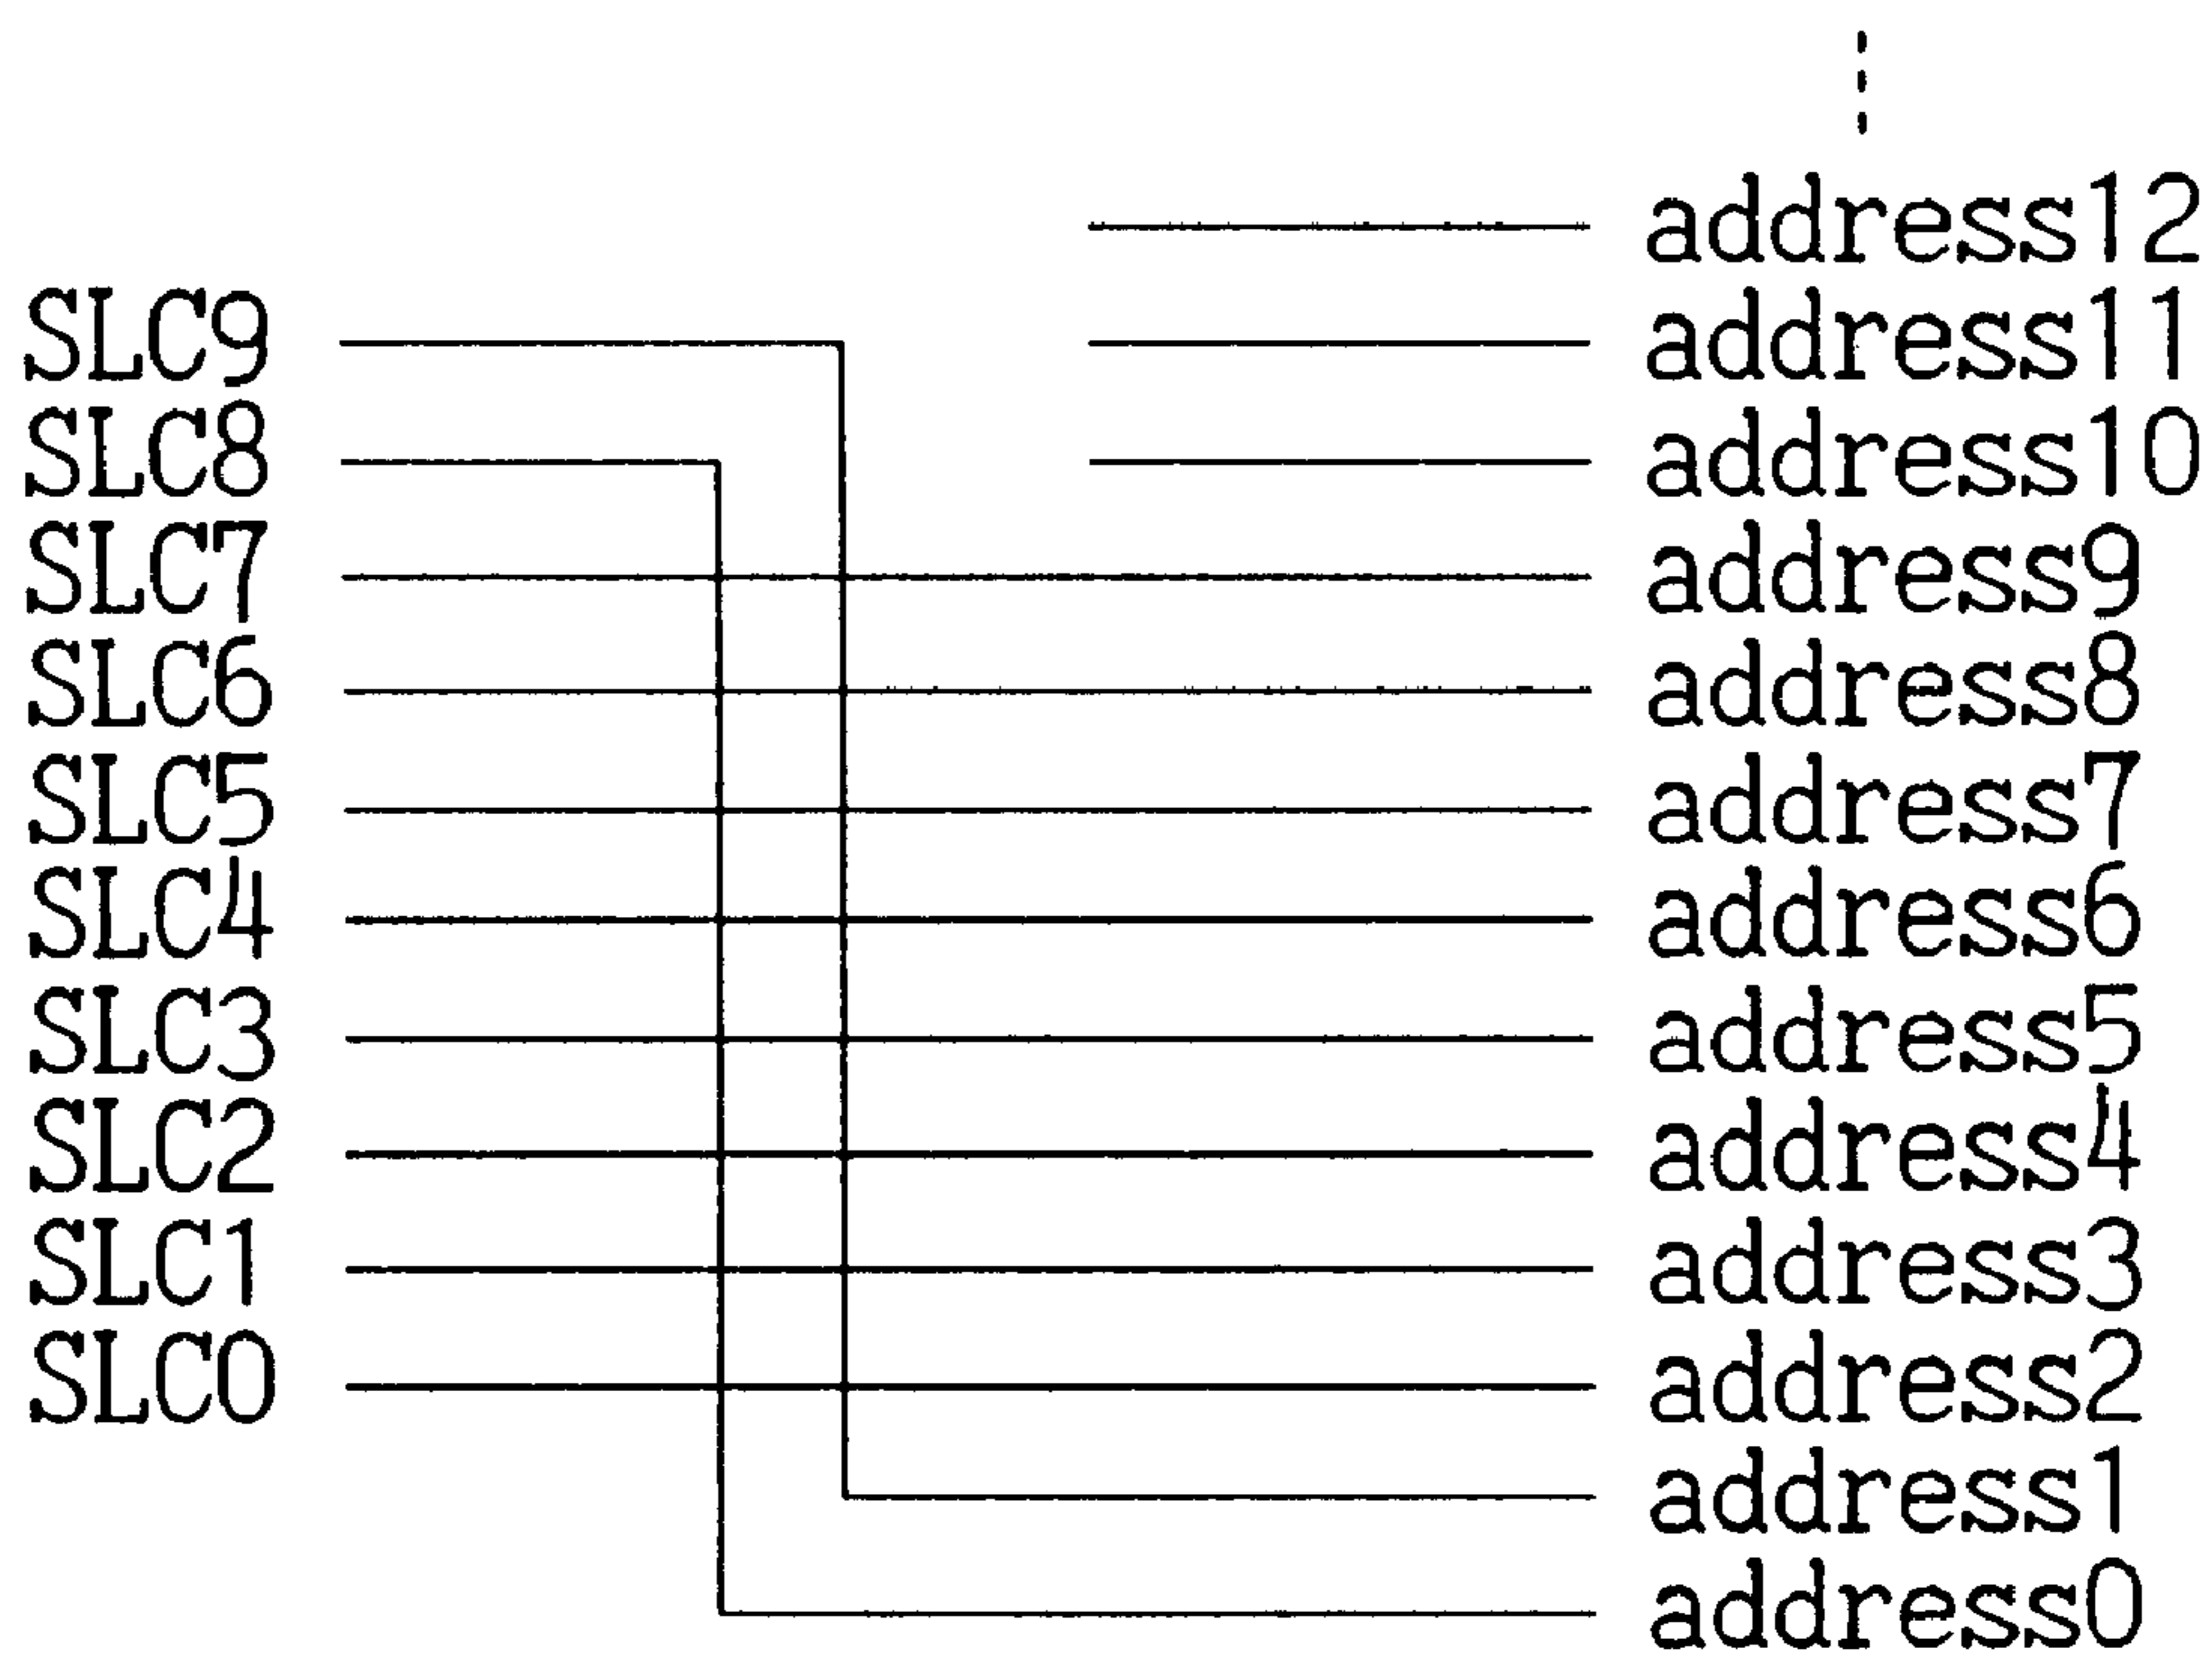 address12
SLC9 address11
SLC8 address10
SLC7 address9
SLC6 address8
SLC5 address7
SLC4 address6
SLC3 address5
SLC2 address4
SLC1 address3
SLC0 address2
address1
address0